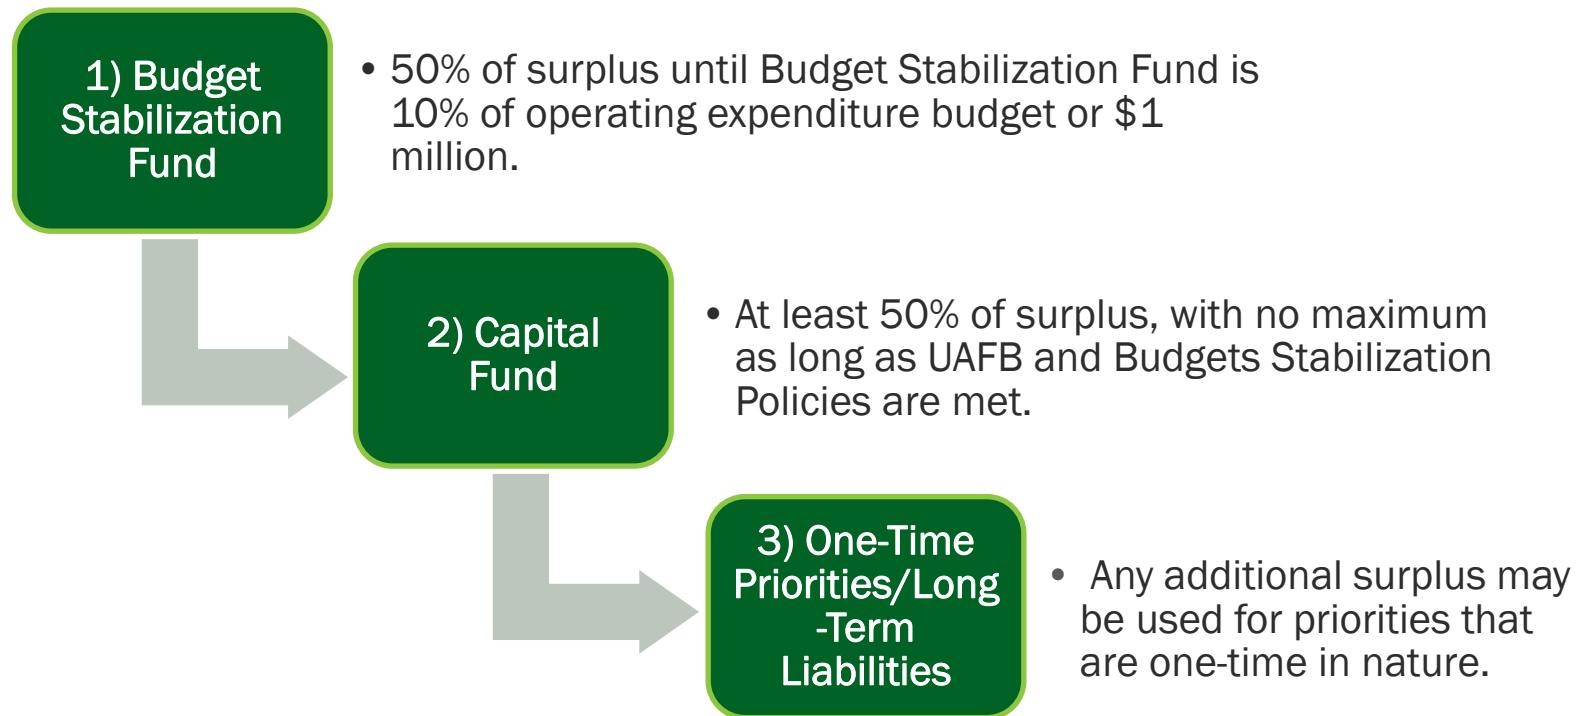 1) Budget
Stabilization
Fund
• 50% of surplus until Budget Stabilization Fund is
10% of operating expenditure budget or $1
million.
2) Capital
Fund
• At least 50% of surplus, with no maximum
as long as UAFB and Budgets Stabilization
Policies are met.
3) One-Time
Priorities/Long
-Term
Liabilities
• Any additional surplus may
be used for priorities that
are one-time in nature.